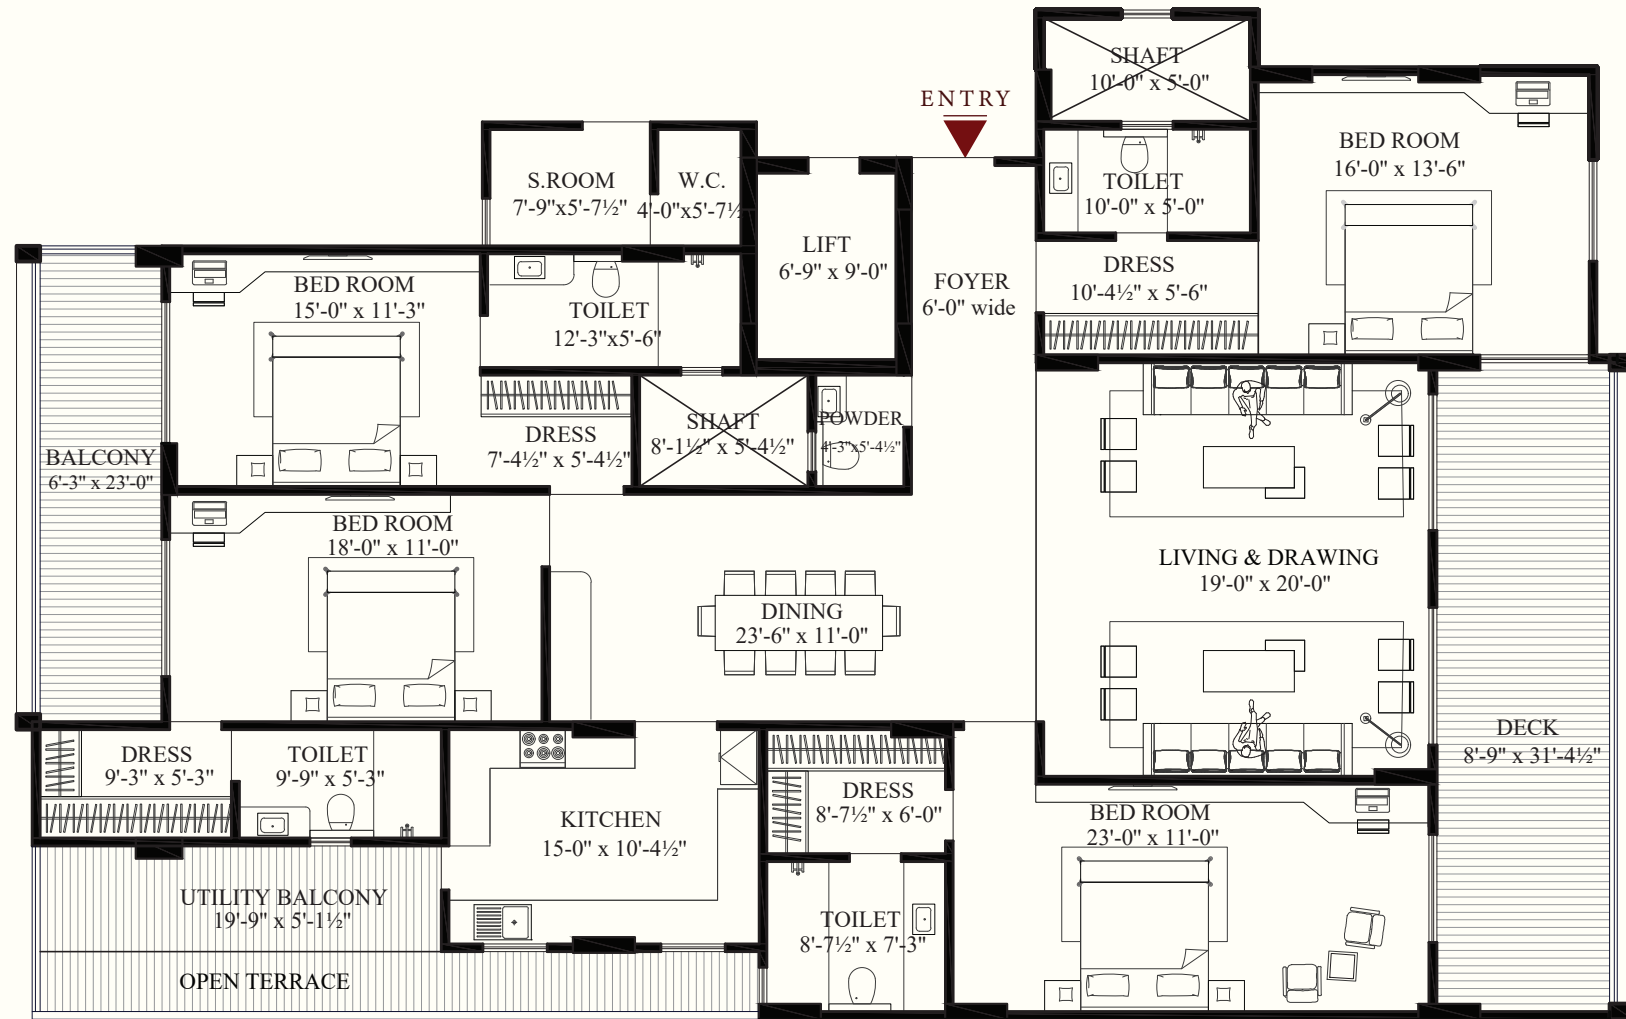 SHAFT
10'-0" x 5'-0"
ENTRY
BED ROOM
16'-0" x 13'-6"
S.ROOM
7'-9"x5'-7½"
W.C.
4'-0"x5'-7½
TOILET
10'-0" x 5'-0"
LIFT
6'-9" x 9'-0"
FOYER
6'-0" wide
DRESS
10'-4½" x 5'-6"
BED ROOM
15'-0" x 11'-3"
TOILET
12'-3"x5'-6"
BALCONY
6'-3" x 23'-0"
DRESS
7'-4½" x 5'-4½"
SHAFT
8'-1½" x 5'-4½"
POWDER
4'-3"x5'-4½"
BED ROOM
18'-0" x 11'-0"
LIVING & DRAWING
19'-0" x 20'-0"
DINING
23'-6" x 11'-0"
DECK
8'-9" x 31'-4½"
DRESS
9'-3" x 5'-3"
TOILET
9'-9" x 5'-3"
KITCHEN
15-0" x 10'-4½"
DRESS
8'-7½" x 6'-0"
BED ROOM
23'-0" x 11'-0"
UTILITY BALCONY
19'-9" x 5'-1½"
TOILET
8'-7½" x 7'-3"
OPEN TERRACE